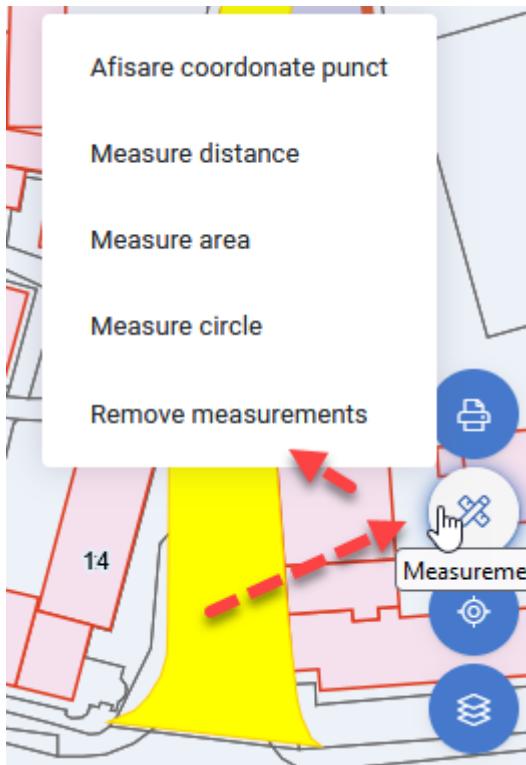 Afisare coordonate punct
Measure distance
Measure area
Measure circle
Remove measurements
14
Measureme